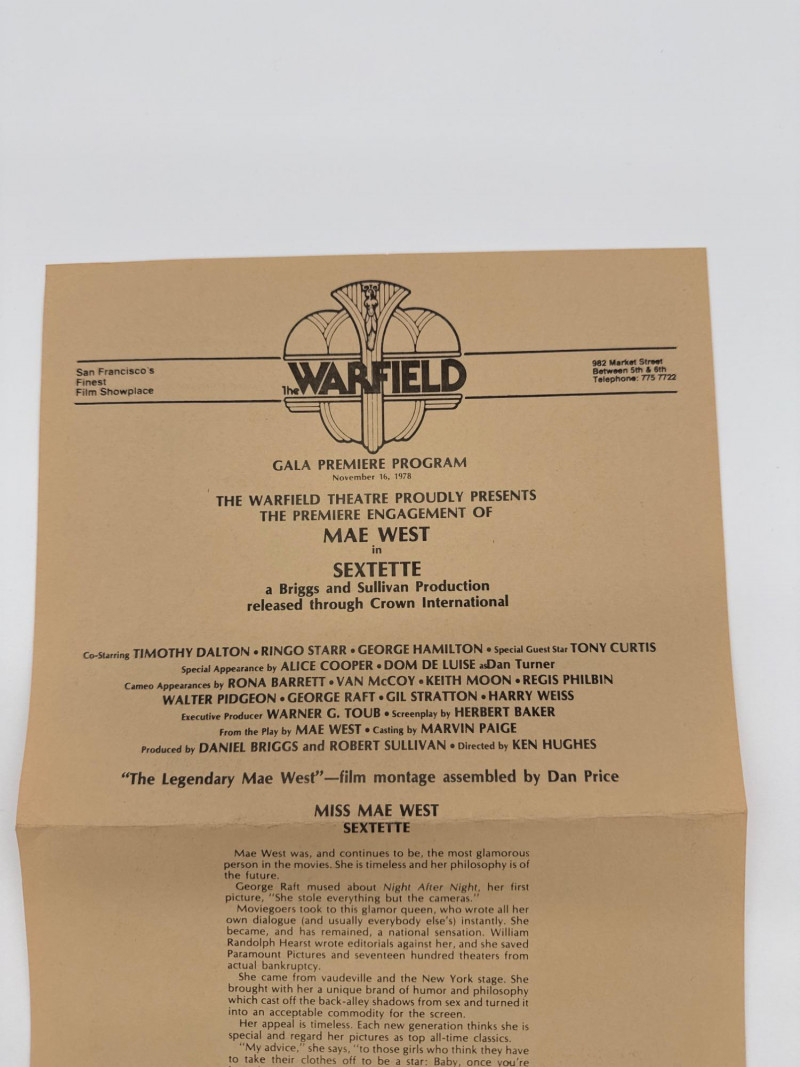 San Francisco's
Finest
Film Showplace
The WARFIELD
982 Market Street
Between 5th & 6th
Telephone: 775 7722
GALA PREMIERE PROGRAM
November 16, 1978
THE WARFIELD THEATRE PROUDLY PRESENTS
THE PREMIERE ENGAGEMENT OF
MAE WEST
in
SEXTETTE
a Briggs and Sullivan Production
released through Crown International
Co-Starring TIMOTHY DALTON • RINGO STARR • GEORGE HAMILTON • Special Guest Star TONY CURTIS
Special Appearance by ALICE COOPER • DOM DE LUISE as Dan Turner
Cameo Appearances by RONA BARRETT • VAN McCOY • KEITH MOON • REGIS PHILBIN
WALTER PIDGEON • GEORGE RAFT • GIL STRATTON • HARRY WEISS
Executive Producer WARNER G. TOUB • Screenplay by HERBERT BAKER
From the Play by MAE WEST • Casting by MARVIN PAIGE
Produced by DANIEL BRIGGS and ROBERT SULLIVAN • Directed by KEN HUGHES
"The Legendary Mae West"—film montage assembled by Dan Price
MISS MAE WEST
SEXTETTE
Mae West was, and continues to be, the most glamorous
person in the movies. She is timeless and her philosophy is of
the future.
George Raft mused about Night After Night, her first
picture, "She stole everything but the cameras."
Moviegoers took to this glamor queen, who wrote all her
own dialogue (and usually everybody else's) instantly. She
became, and has remained, a national sensation. William
Randolph Hearst wrote editorials against her, and she saved
Paramount Pictures and seventeen hundred theaters from
actual bankruptcy.
She came from vaudeville and the New York stage. She
brought with her a unique brand of humor and philosophy
which cast off the back-alley shadows from sex and turned it
into an acceptable commodity for the screen.
Her appeal is timeless. Each new generation thinks she is
special and regard her pictures as top all-time classics.
"My advice," she says, "to those girls who think they have
to take their clothes off to be a star: Baby, once you're